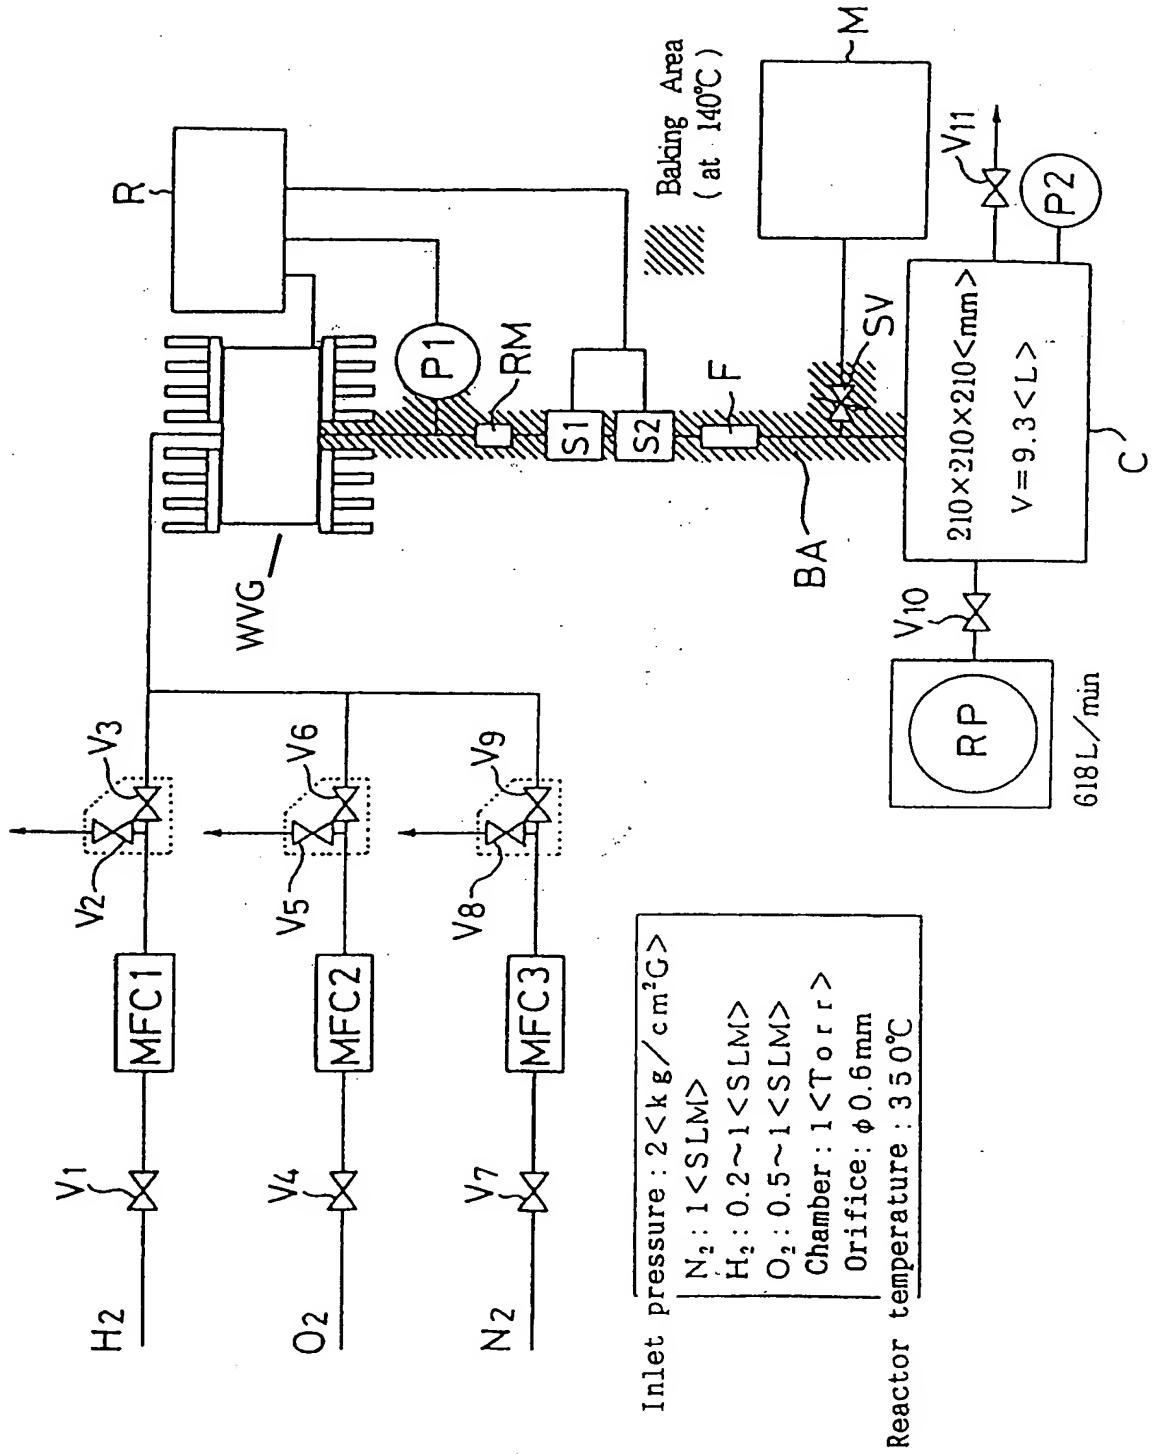 H2
V1
MFC1
V2
V3
O2
V4
MFC2
V5
V6
N2
V7
MFC3
V8
V9
WVG
R
P1
RM
S1
S2
F
BA
SV
M
Baking Area
(at 140℃)
RP
618L/min
V10
210×210×210<mm>
V=9.3<L>
C
V11
P2
Inlet pressure : 2<kg/cm²G>
N₂ : 1<SLM>
H₂ : 0.2~1<SLM>
O₂ : 0.5~1<SLM>
Chamber : 1<Torr>
Orifice : φ0.6mm
Reactor temperature : 350℃